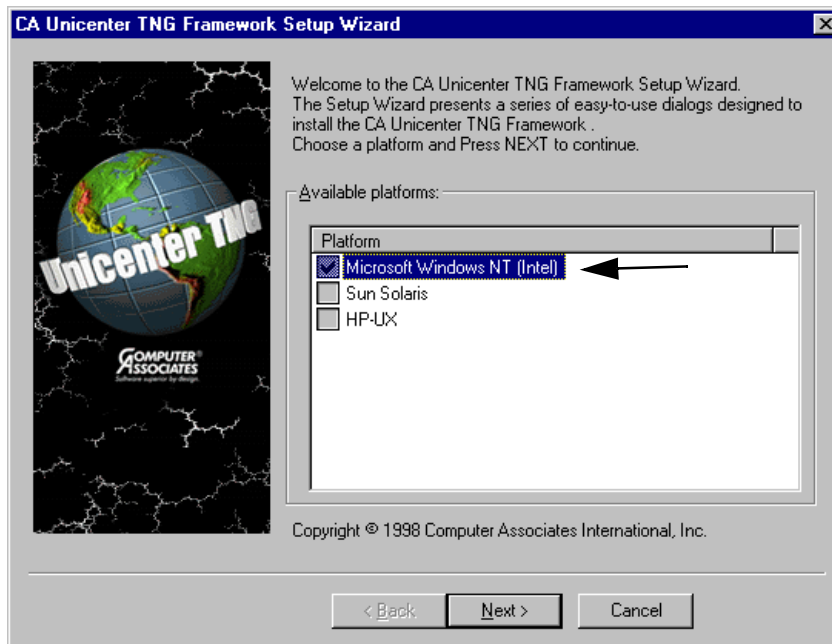 CA Unicenter TNG Framework Setup Wizard
Welcome to the CA Unicenter TNG Framework Setup Wizard.
The Setup Wizard presents a series of easy-to-use dialogs designed to
install the CA Unicenter TNG Framework .
Choose a platform and Press NEXT to continue.
Unicenter TNG
COMPUTER®
ASSOCIATES
Software superior by design.
Available platforms:
Platform
Microsoft Windows NT (Intel)
Sun Solaris
HP-UX
Copyright © 1998 Computer Associates International, Inc.
< Back
Next >
Cancel